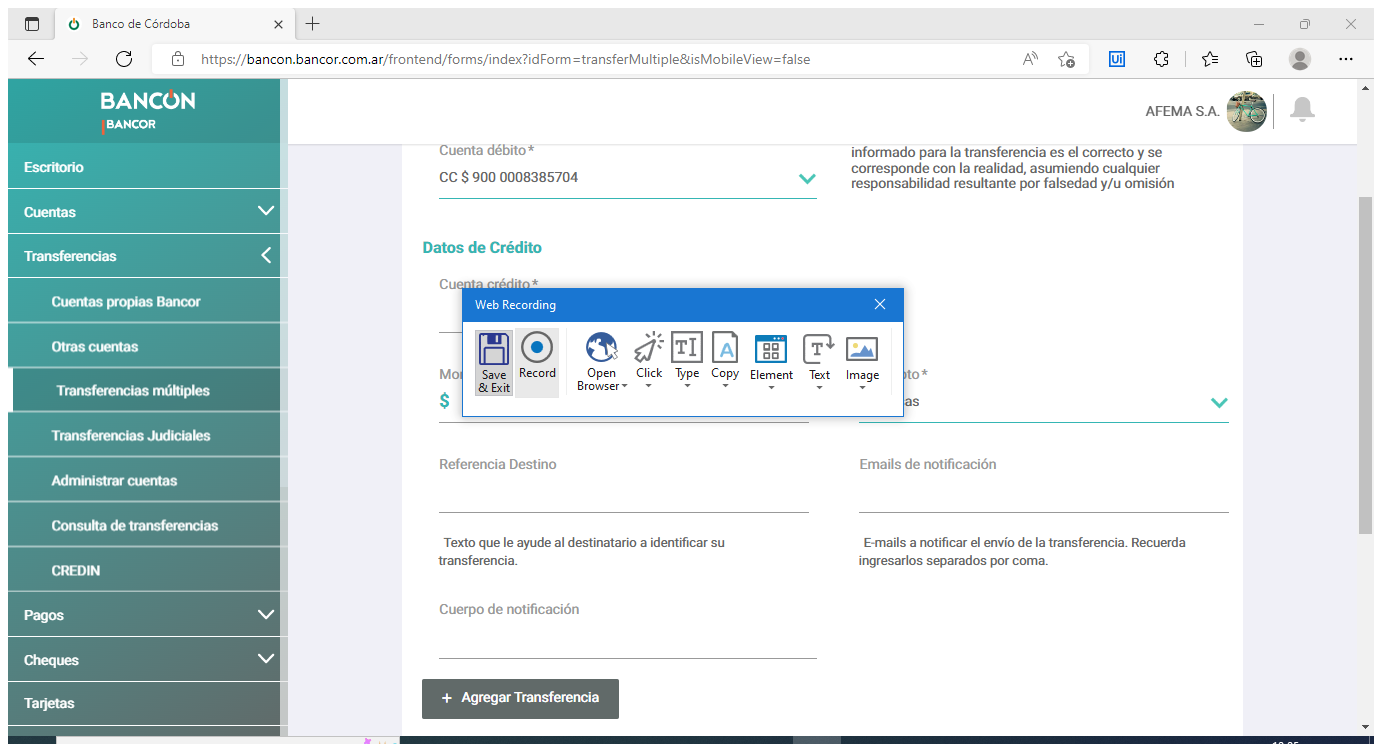 Banco de Córdoba
https://bancon.bancor.com.ar/frontend/forms/index?idForm=transferMultiple&isMobileView=false
BANCÓN
BANCOR
AFEMA S.A.
Escritorio
Cuentas
Transferencias
Cuentas propias Bancor
Otras cuentas
Transferencias múltiples
Transferencias Judiciales
Administrar cuentas
Consulta de transferencias
CREDIN
Pagos
Cheques
Tarjetas
Cuenta débito*
CC $ 900 0008385704
informado para la transferencia es el correcto y se
corresponde con la realidad, asumiendo cualquier
responsabilidad resultante por falsedad y/u omisión
Datos de Crédito
Cuenta crédito*
Web Recording
Save & Exit
Record
Open Browser
Click
Type
Copy
Element
Text
Image
$
Referencia Destino
Emails de notificación
Texto que le ayude al destinatario a identificar su
transferencia.
E-mails a notificar el envío de la transferencia. Recuerda
ingresarlos separados por coma.
Cuerpo de notificación
+ Agregar Transferencia